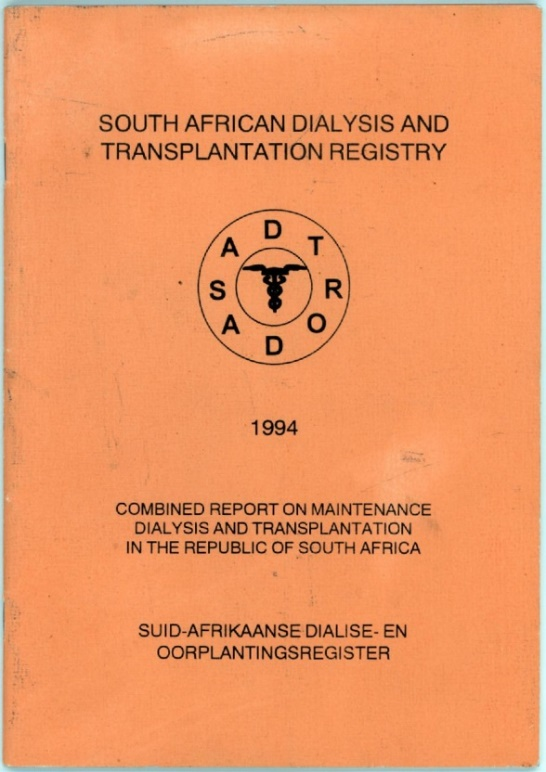 SOUTH AFRICAN DIALYSIS AND
TRANSPLANTATION REGISTRY
S A D T R
S A D O R
1994
COMBINED REPORT ON MAINTENANCE
DIALYSIS AND TRANSPLANTATION
IN THE REPUBLIC OF SOUTH AFRICA
SUID-AFRIKAANSE DIALISE- EN
OORPLANTINGSREGISTER